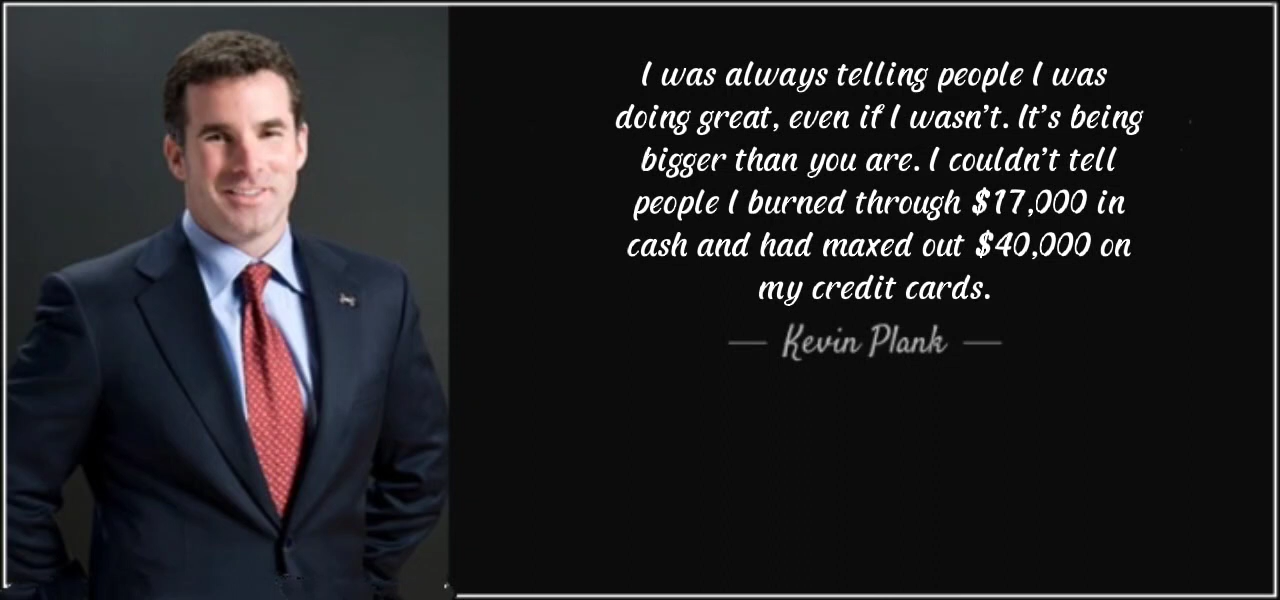 I was always telling people I was
doing great, even if I wasn't. It's being
bigger than you are. I couldn't tell
people I burned through $17,000 in
cash and had maxed out $40,000 on
my credit cards.
— Kevin Plank —